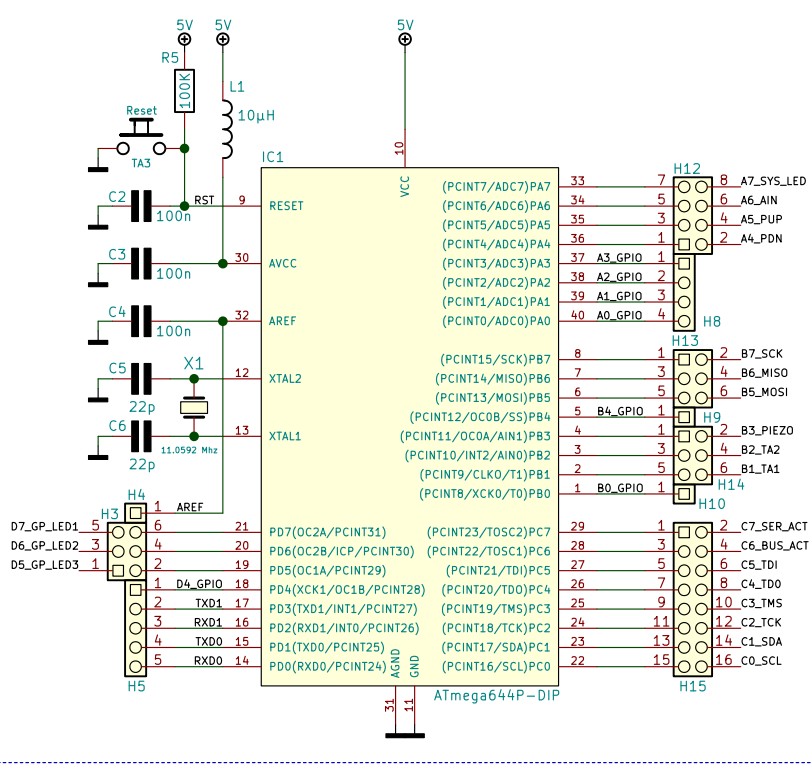 5V 5V 5V
R5
100K
L1
10µH
Reset
TA3
IC1
10
VCC
C2
100n
RST 9 RESET
C3
100n
30 AVCC
C4
100n
32 AREF
C5
22p
X1
12 XTAL2
C6
22p
11.0592 Mhz
13 XTAL1
H4
1 AREF
H3
D7_GP_LED1 5 6 21 PD7(OC2A/PCINT31)
D6_GP_LED2 3 4 20 PD6(OC2B/ICP/PCINT30)
D5_GP_LED3 1 2 19 PD5(OC1A/PCINT29)
1 D4_GPIO 18 PD4(XCK1/OC1B/PCINT28)
2 TXD1 17 PD3(TXD1/INT1/PCINT27)
3 RXD1 16 PD2(RXD1/INT0/PCINT26)
4 TXD0 15 PD1(TXD0/PCINT25)
5 RXD0 14 PD0(RXD0/PCINT24)
H5
AGND GND
31 11
ATmega644P-DIP
H12
(PCINT7/ADC7)PA7 33 7 8 A7_SYS_LED
(PCINT6/ADC6)PA6 34 5 6 A6_AIN
(PCINT5/ADC5)PA5 35 3 4 A5_PUP
(PCINT4/ADC4)PA4 36 1 2 A4_PDN
(PCINT3/ADC3)PA3 37 A3_GPIO 1
(PCINT2/ADC2)PA2 38 A2_GPIO 2
(PCINT1/ADC1)PA1 39 A1_GPIO 3
(PCINT0/ADC0)PA0 40 A0_GPIO 4
H8
H13
(PCINT15/SCK)PB7 8 1 2 B7_SCK
(PCINT14/MISO)PB6 7 3 4 B6_MISO
(PCINT13/MOSI)PB5 6 5 6 B5_MOSI
(PCINT12/OC0B/SS)PB4 5 B4_GPIO 1
H9
(PCINT11/OC0A/AIN1)PB3 4 1 2 B3_PIEZO
(PCINT10/INT2/AIN0)PB2 3 3 4 B2_TA2
(PCINT9/CLKO/T1)PB1 2 5 6 B1_TA1
H14
(PCINT8/XCK0/T0)PB0 1 B0_GPIO 1
H10
(PCINT23/TOSC2)PC7 29 1 2 C7_SER_ACT
(PCINT22/TOSC1)PC6 28 3 4 C6_BUS_ACT
(PCINT21/TDI)PC5 27 5 6 C5_TDI
(PCINT20/TDO)PC4 26 7 8 C4_TDO
(PCINT19/TMS)PC3 25 9 10 C3_TMS
(PCINT18/TCK)PC2 24 11 12 C2_TCK
(PCINT17/SDA)PC1 23 13 14 C1_SDA
(PCINT16/SCL)PC0 22 15 16 C0_SCL
H15